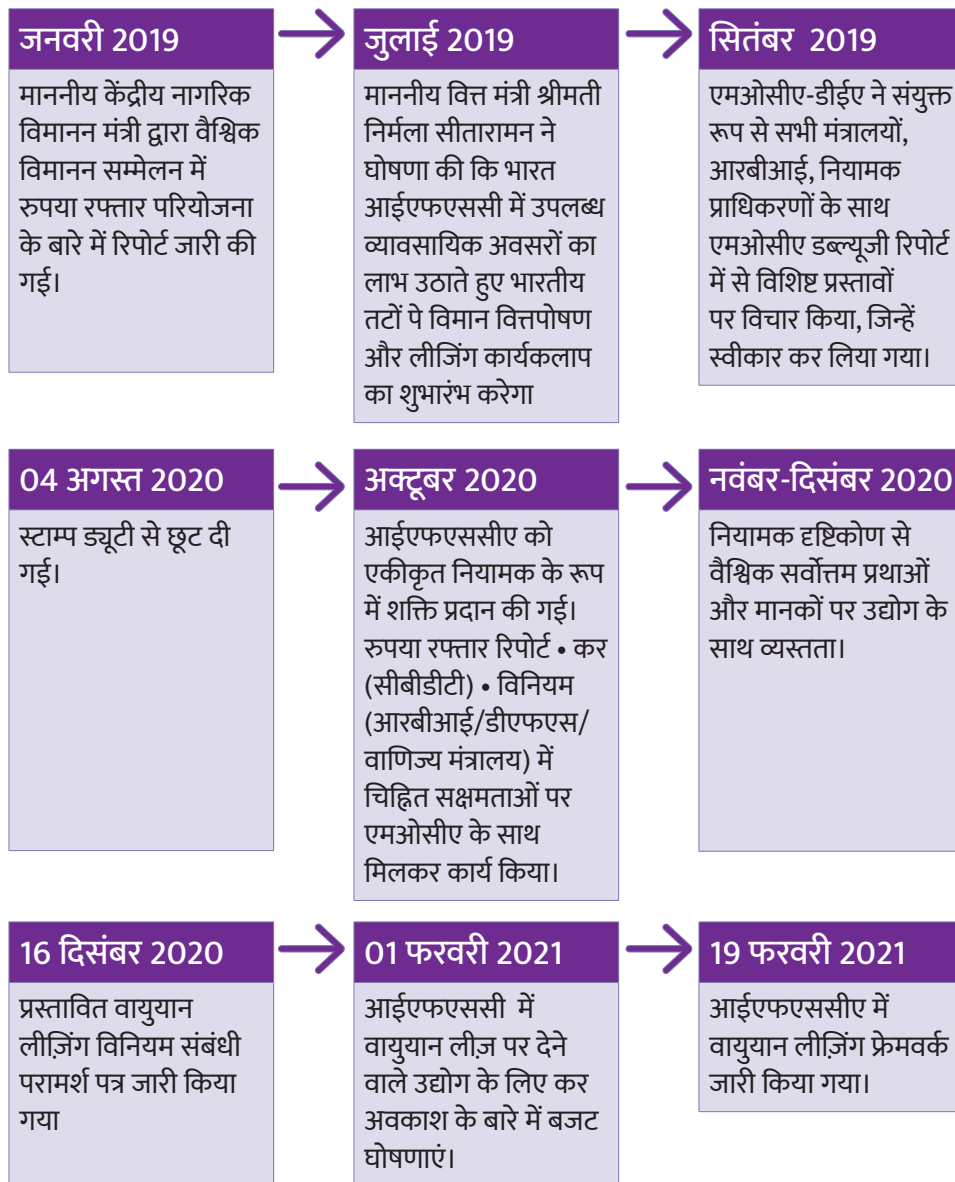 जनवरी 2019
माननीय केंद्रीय नागरिक
विमानन मंत्री द्वारा वैश्विक
विमानन सम्मेलन में
रुपया रफ्तार परियोजना
के बारे में रिपोर्ट जारी की
गई।
जुलाई 2019
माननीय वित्त मंत्री श्रीमती
निर्मला सीतारामन ने
घोषणा की कि भारत
आईएफएससी में उपलब्ध
व्यावसायिक अवसरों का
लाभ उठाते हुए भारतीय
तटों पे विमान वित्तपोषण
और लीजिंग कार्यकलाप
का शुभारंभ करेगा
सितंबर 2019
एमओसीए-डीईए ने संयुक्त
रूप से सभी मंत्रालयों,
आरबीआई, नियामक
प्राधिकरणों के साथ
एमओसीए डब्ल्यूजी रिपोर्ट
में से विशिष्ट प्रस्तावों
पर विचार किया, जिन्हें
स्वीकार कर लिया गया।
04 अगस्त 2020
स्टाम्प ड्यूटी से छूट दी
गई।
अक्टूबर 2020
आईएफएससीए को
एकीकृत नियामक के रूप
में शक्ति प्रदान की गई।
रुपया रफ्तार रिपोर्ट • कर
(सीबीडीटी) • विनियम
(आरबीआई/डीएफएस/
वाणिज्य मंत्रालय) में
चिह्नित सक्षमताओं पर
एमओसीए के साथ
मिलकर कार्य किया।
नवंबर-दिसंबर 2020
नियामक दृष्टिकोण से
वैश्विक सर्वोत्तम प्रथाओं
और मानकों पर उद्योग के
साथ व्यस्तता।
16 दिसंबर 2020
प्रस्तावित वायुयान
लीज़िंग विनियम संबंधी
परामर्श पत्र जारी किया
गया
01 फरवरी 2021
आईएफएससी में
वायुयान लीज़ पर देने
वाले उद्योग के लिए कर
अवकाश के बारे में बजट
घोषणाएं।
19 फरवरी 2021
आईएफएससीए में
वायुयान लीज़िंग फ्रेमवर्क
जारी किया गया।